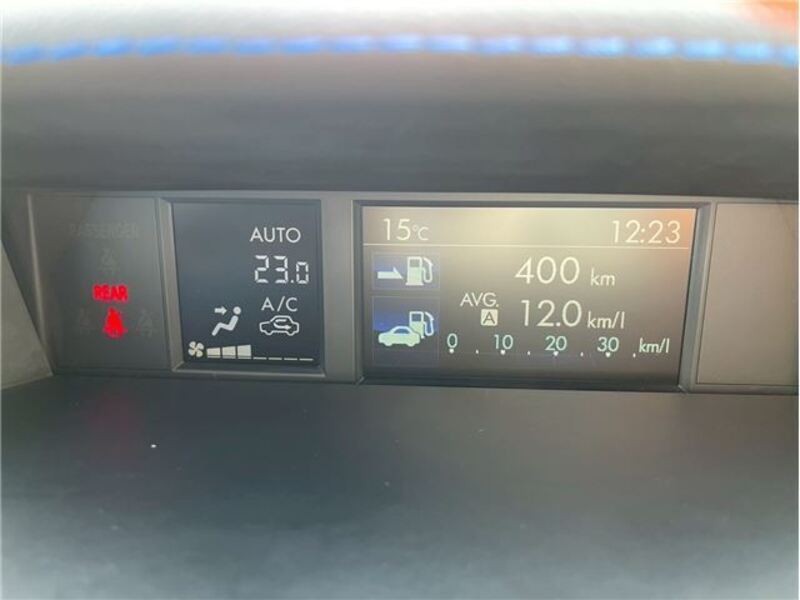 PASSENGER
REAR
AUTO
23.0
A/C
15°C 12:23
400 km
AVG.
A 12.0 km/l
0 10 20 30 km/l